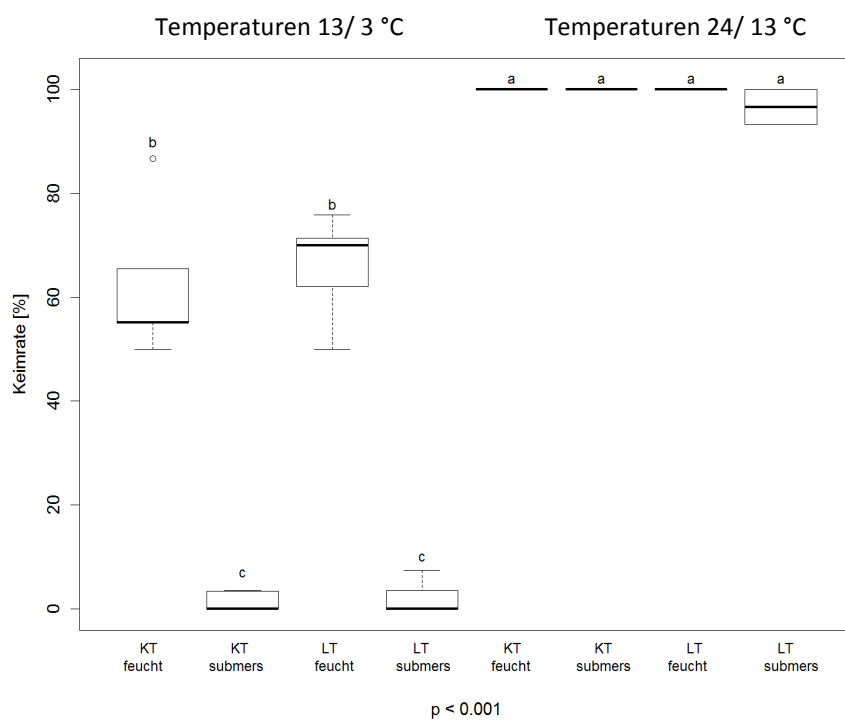 Temperaturen 13/ 3 °C
Temperaturen 24/ 13 °C
Keimrate [%]
100
80
60
40
20
0
b
c
b
c
a
a
a
a
KT feucht
KT submers
LT feucht
LT submers
KT feucht
KT submers
LT feucht
LT submers
p < 0.001